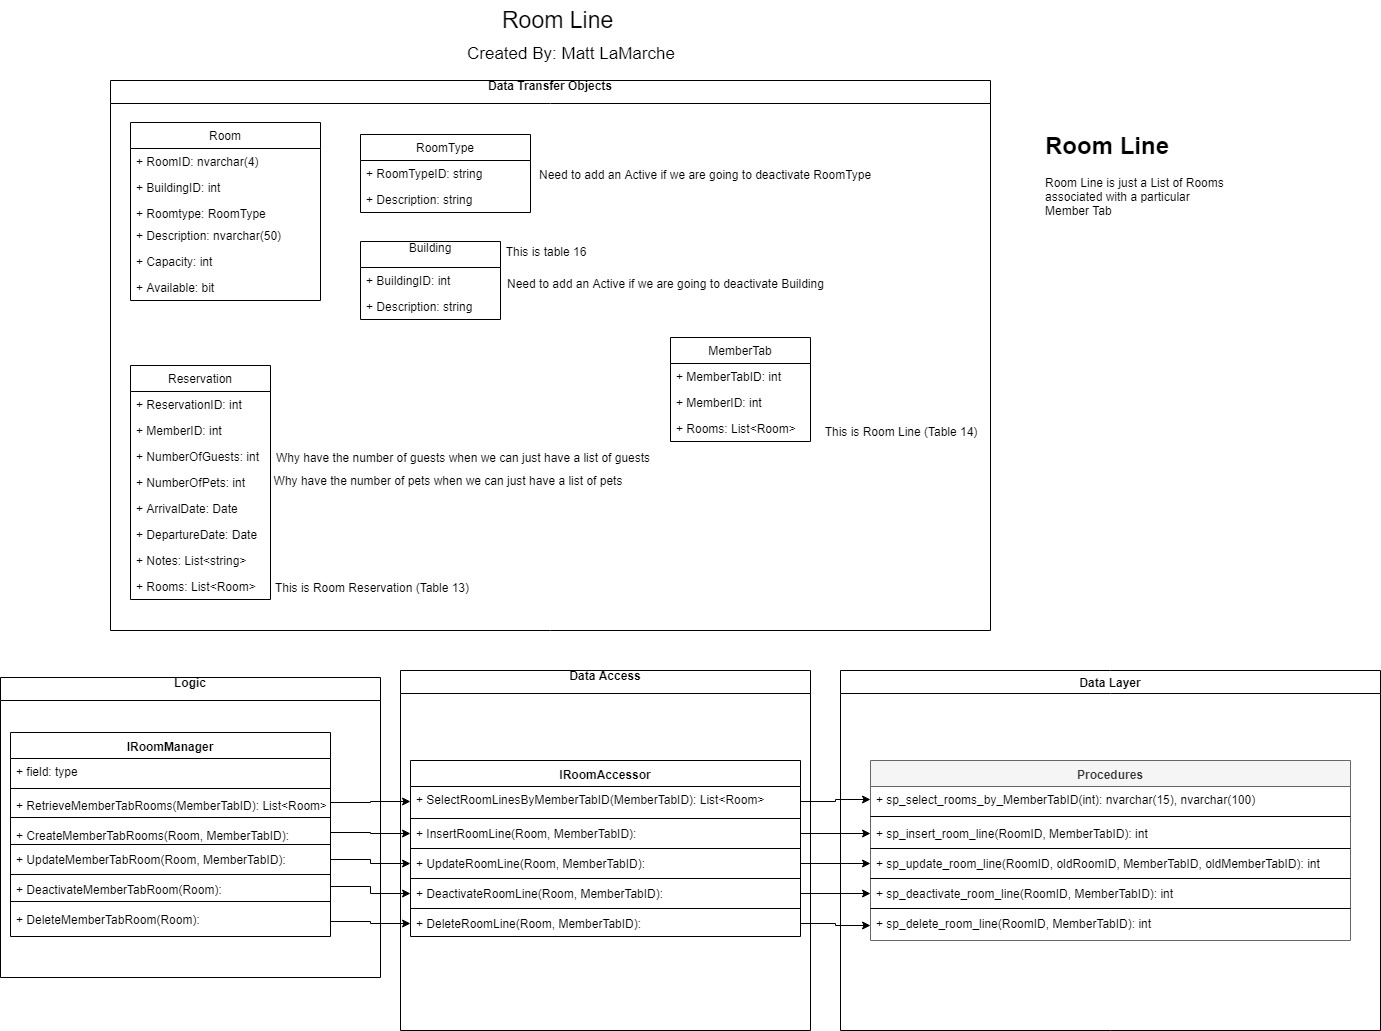 Room Line
Created By: Matt LaMarche
Data Transfer Objects
Room
+ RoomID: nvarchar(4)
+ BuildingID: int
+ Roomtype: RoomType
+ Description: nvarchar(50)
+ Capacity: int
+ Available: bit
RoomType
+ RoomTypeID: string
+ Description: string
Need to add an Active if we are going to deactivate RoomType
Building
+ BuildingID: int
+ Description: string
This is table 16
Need to add an Active if we are going to deactivate Building
MemberTab
+ MemberTabID: int
+ MemberID: int
+ Rooms: List<Room>
This is Room Line (Table 14)
Reservation
+ ReservationID: int
+ MemberID: int
+ NumberOfGuests: int
Why have the number of guests when we can just have a list of guests
+ NumberOfPets: int
Why have the number of pets when we can just have a list of pets
+ ArrivalDate: Date
+ DepartureDate: Date
+ Notes: List<string>
+ Rooms: List<Room>
This is Room Reservation (Table 13)
Room Line
Room Line is just a List of Rooms
associated with a particular
Member Tab
Logic
IRoomManager
+ field: type
+ RetrieveMemberTabRooms(MemberTabID): List<Room>
+ CreateMemberTabRooms(Room, MemberTabID):
+ UpdateMemberTabRoom(Room, MemberTabID):
+ DeactivateMemberTabRoom(Room):
+ DeleteMemberTabRoom(Room):
Data Access
IRoomAccessor
+ SelectRoomLinesByMemberTabID(MemberTabID): List<Room>
+ InsertRoomLine(Room, MemberTabID):
+ UpdateRoomLine(Room, MemberTabID):
+ DeactivateRoomLine(Room, MemberTabID):
+ DeleteRoomLine(Room, MemberTabID):
Data Layer
Procedures
+ sp_select_rooms_by_MemberTabID(int): nvarchar(15), nvarchar(100)
+ sp_insert_room_line(RoomID, MemberTabID): int
+ sp_update_room_line(RoomID, oldRoomID, MemberTabID, oldMemberTabID): int
+ sp_deactivate_room_line(RoomID, MemberTabID): int
+ sp_delete_room_line(RoomID, MemberTabID): int